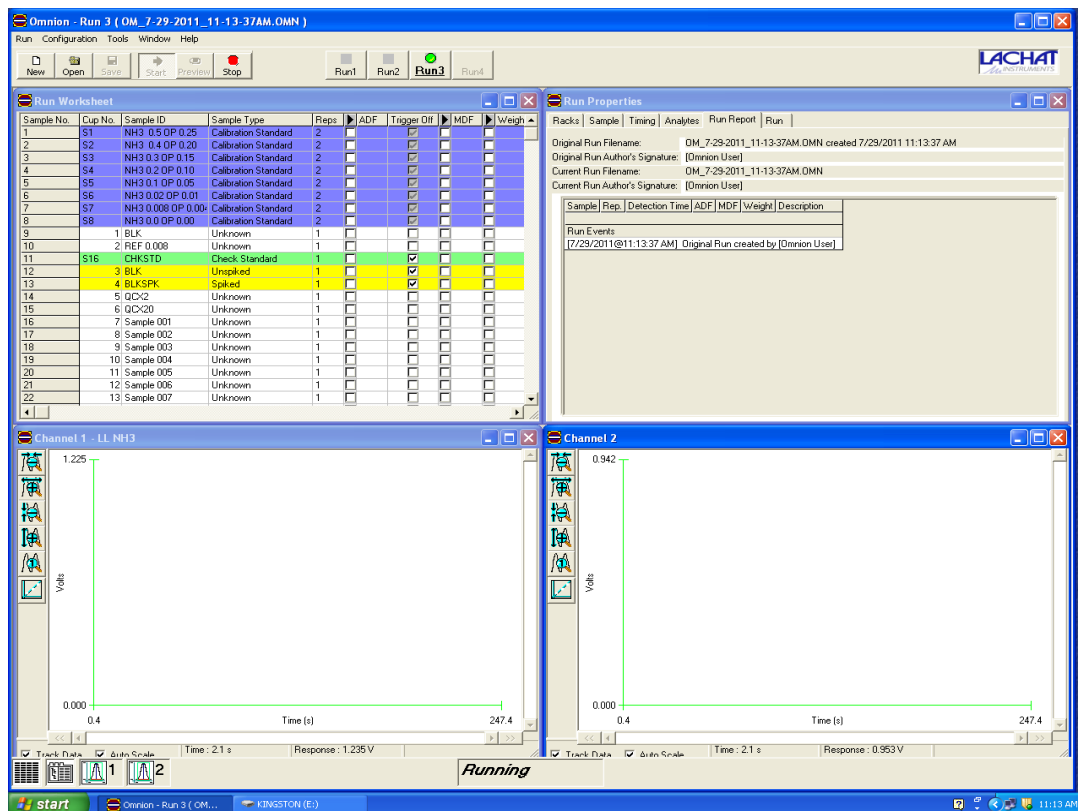 Omnion - Run 3 ( OM_7-29-2011_11-13-37AM.OMN )
Run Configuration Tools Window Help
New Open Save Start Preview Stop Run1 Run2 Run3 Run4
LACHAT
INSTRUMENTS
Run Worksheet
Sample No. Cup No. Sample ID Sample Type Reps ADF Trigger Off MDF Weigh
1 S1 NH3 0.5 OP 0.25 Calibration Standard 2
2 S2 NH3 0.4 OP 0.20 Calibration Standard 2
3 S3 NH3 0.3 OP 0.15 Calibration Standard 2
4 S4 NH3 0.2 OP 0.10 Calibration Standard 2
5 S5 NH3 0.1 OP 0.05 Calibration Standard 2
6 S6 NH3 0.02 OP 0.01 Calibration Standard 2
7 S7 NH3 0.008 OP 0.004 Calibration Standard 2
8 S8 NH3 0.0 OP 0.00 Calibration Standard 2
9 1 BLK Unknown 1
10 2 REF 0.008 Unknown 1
11 S16 CHKSTD Check Standard 1
12 3 BLK Unspiked 1
13 4 BLKSPK Spiked 1
14 5 QCX2 Unknown 1
15 6 QCX20 Unknown 1
16 7 Sample 001 Unknown 1
17 8 Sample 002 Unknown 1
18 9 Sample 003 Unknown 1
19 10 Sample 004 Unknown 1
20 11 Sample 005 Unknown 1
21 12 Sample 006 Unknown 1
22 13 Sample 007 Unknown 1
Run Properties
Racks Sample Timing Analytes Run Report Run
Original Run Filename: OM_7-29-2011_11-13-37AM.OMN created 7/29/2011 11:13:37 AM
Original Run Author's Signature: [Omnion User]
Current Run Filename: OM_7-29-2011_11-13-37AM.OMN
Current Run Author's Signature: [Omnion User]
Sample Rep. Detection Time ADF MDF Weight Description
Run Events
[7/29/2011@11:13:37 AM] Original Run created by [Omnion User]
Channel 1 - LL NH3
1.225
Volts
0.000
0.4 Time (s) 247.4
<< >>
Track Data Auto Scale Time : 2.1 s Response : 1.235 V
Channel 2
0.942
Volts
0.000
0.4 Time (s) 247.4
<< >>
Track Data Auto Scale Time : 2.1 s Response : 0.953 V
1 2 Running
start Omnion - Run 3 ( OM... KINGSTON (E:) 11:13 AM